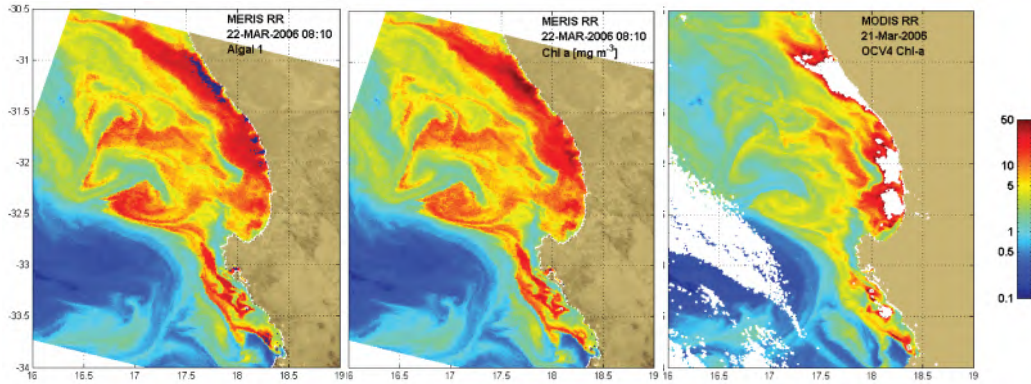 MERIS RR
22-MAR-2006 08:10
Algal 1
MERIS RR
22-MAR-2006 08:10
Chl a [mg m-3]
MODIS RR
21-Mar-2006
OCV4 Chl-a
-30.5
-31
-31.5
-32
-32.5
-33
-33.5
-34
16 16.5 17 17.5 18 18.5 19
16 16.5 17 17.5 18 18.5 19
16 16.5 17 17.5 18 18.5 19
50
10
5
1
0.5
0.1